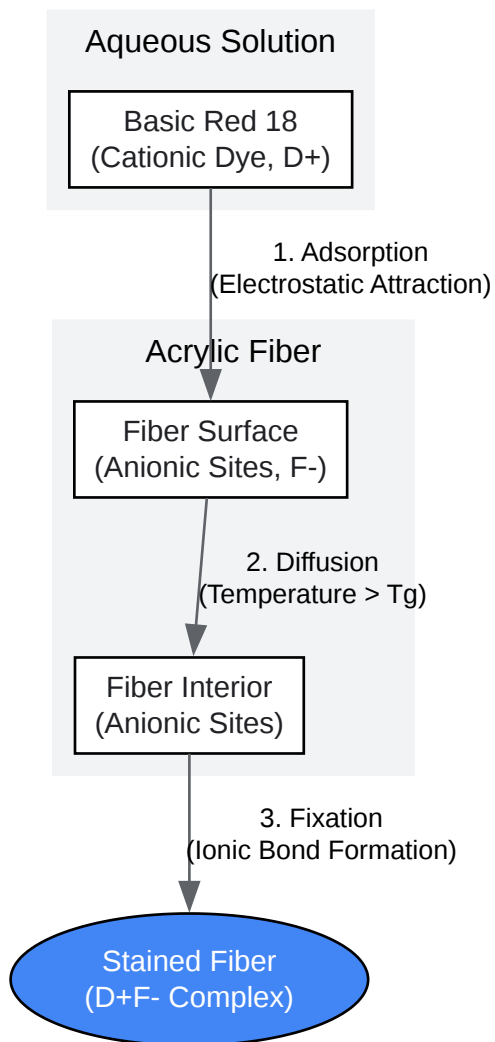 Aqueous Solution
Basic Red 18
(Cationic Dye, D+)
1. Adsorption
(Electrostatic Attraction)
Acrylic Fiber
Fiber Surface
(Anionic Sites, F-)
2. Diffusion
(Temperature > Tg)
Fiber Interior
(Anionic Sites)
3. Fixation
(Ionic Bond Formation)
Stained Fiber
(D+F- Complex)